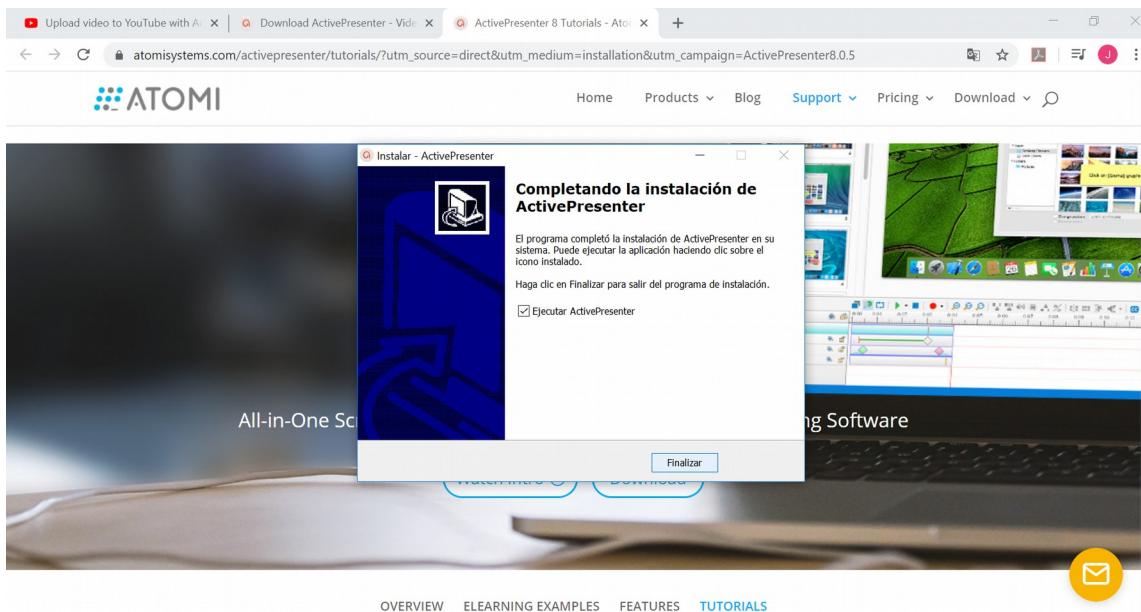 Upload video to YouTube with A
Download ActivePresenter - Vide
ActivePresenter 8 Tutorials - Ato
atomisystems.com/activepresenter/tutorials/?utm_source=direct&utm_medium=installation&utm_campaign=ActivePresenter8.0.5
J
ATOMI
Home
Products
Blog
Support
Pricing
Download
Instalar - ActivePresenter
Completando la instalación de
ActivePresenter
El programa completó la instalación de ActivePresenter en su
sistema. Puede ejecutar la aplicación haciendo clic sobre el
icono instalado.
Haga clic en Finalizar para salir del programa de instalación.
Ejecutar ActivePresenter
All-in-One Sc
ng Software
Finalizar
Watch Intro
Download
OVERVIEW
ELEARNING EXAMPLES
FEATURES
TUTORIALS